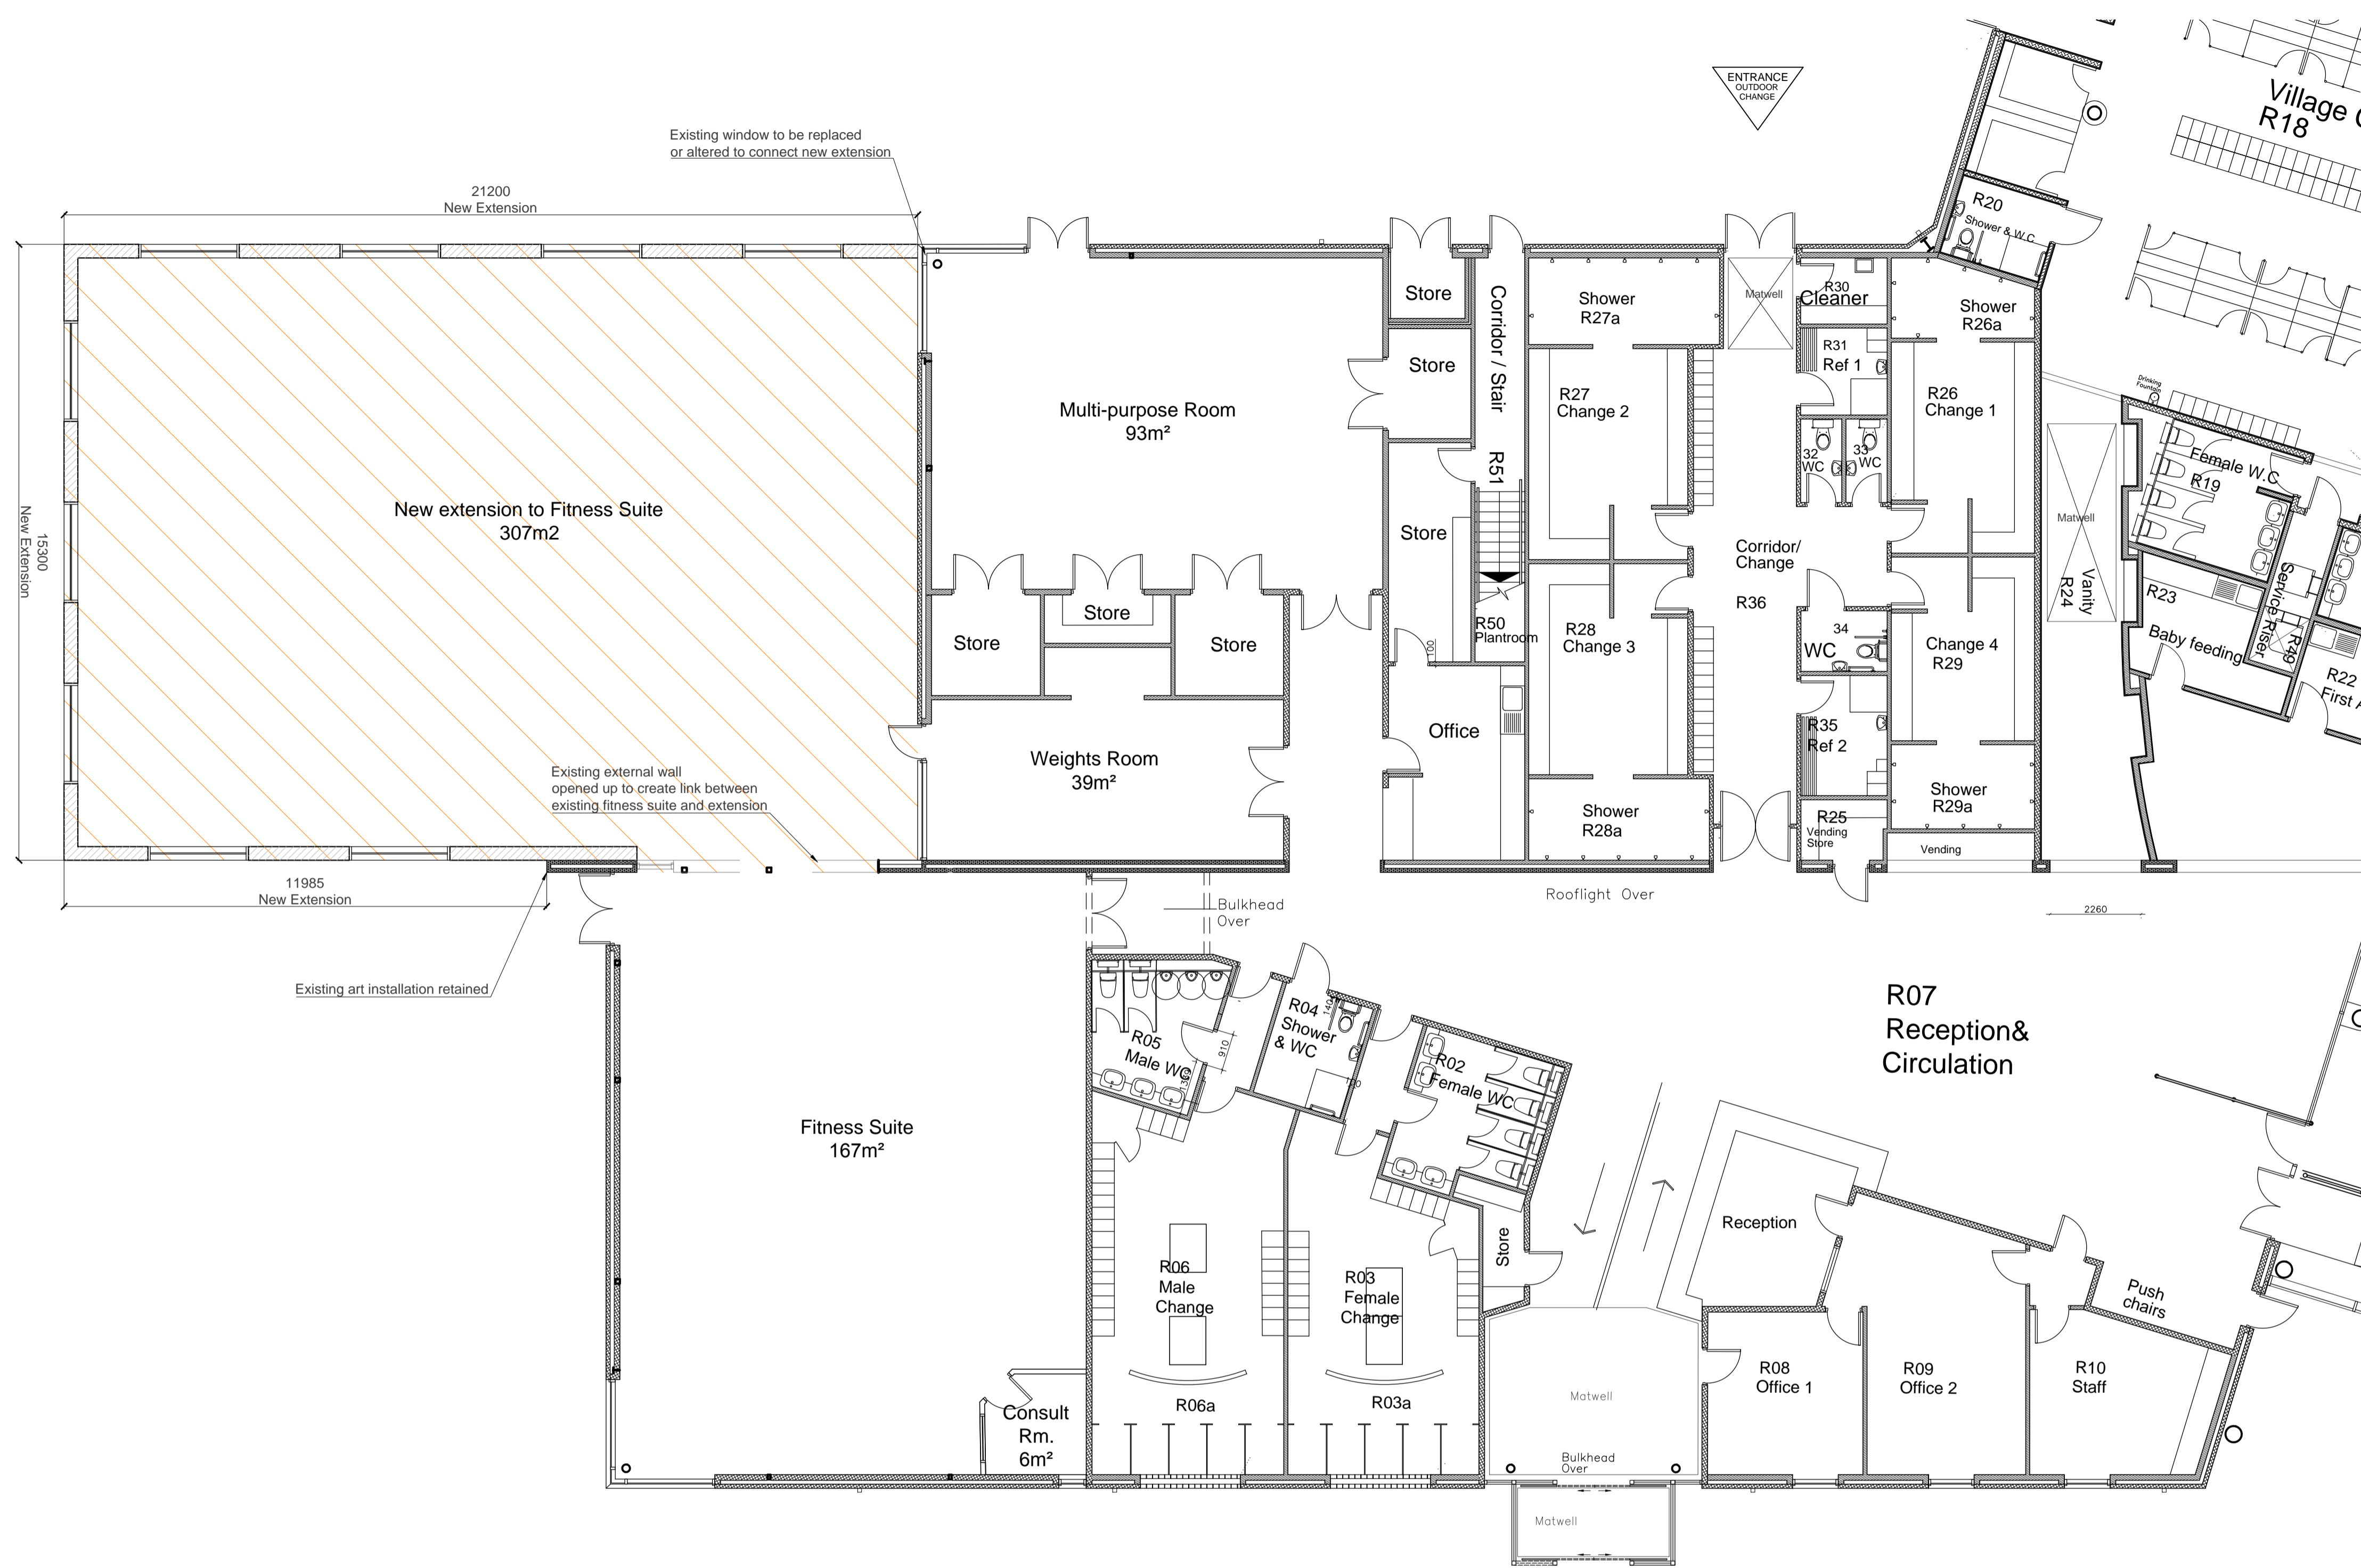 ENTRANCE
OUTDOOR
CHANGE
Village
R18
Existing window to be replaced
or altered to connect new extension
21200
New Extension
R20
Shower & W.C
15300
New Extension
New extension to Fitness Suite
307m2
Multi-purpose Room
93m²
Store
Store
Store
Store
Store
Store
Corridor / Stair
R51
R50
Plantroom
100
Office
Weights Room
39m²
Shower
R27a
R27
Change 2
R28
Change 3
Shower
R28a
Matwell
R30
Cleaner
R31
Ref 1
32
WC
33
WC
Corridor/
Change
R36
34
WC
R35
Ref 2
R25
Vending
Store
Vending
Shower
R26a
R26
Change 1
Change 4
R29
Shower
R29a
Drinking
Fountain
Matwell
Vanity
R24
Female W.C
R19
R23
Baby feeding
Service Riser
R49
R22
First
Existing external wall
opened up to create link between
existing fitness suite and extension
11985
New Extension
Existing art installation retained
Bulkhead
Over
Rooflight Over
2260
Fitness Suite
167m²
Consult
Rm.
6m²
R05
Male WC
910
R04
Shower
& WC
R02
Female WC
R06
Male
Change
R06a
R03
Female
Change
R03a
Store
R07
Reception&
Circulation
Reception
Push
chairs
R08
Office 1
R09
Office 2
R10
Staff
Matwell
Bulkhead
Over
Matwell